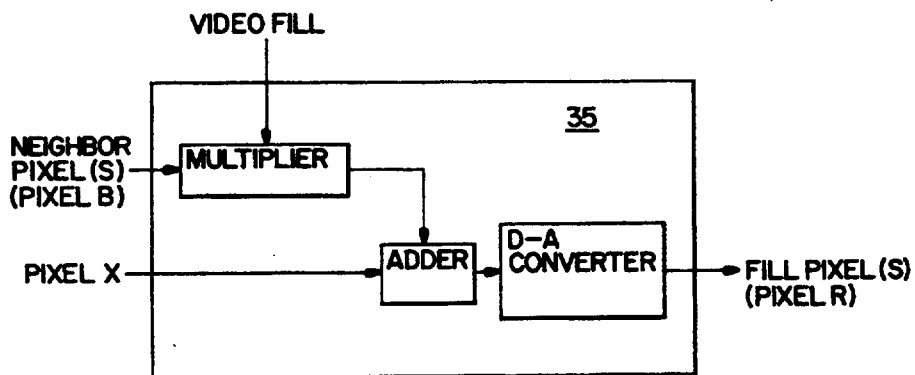 VIDEO FILL
35
NEIGHBOR
PIXEL(S)
(PIXEL B)
MULTIPLIER
D-A
CONVERTER
ADDER
PIXEL X
FILL PIXEL(S)
(PIXEL R)